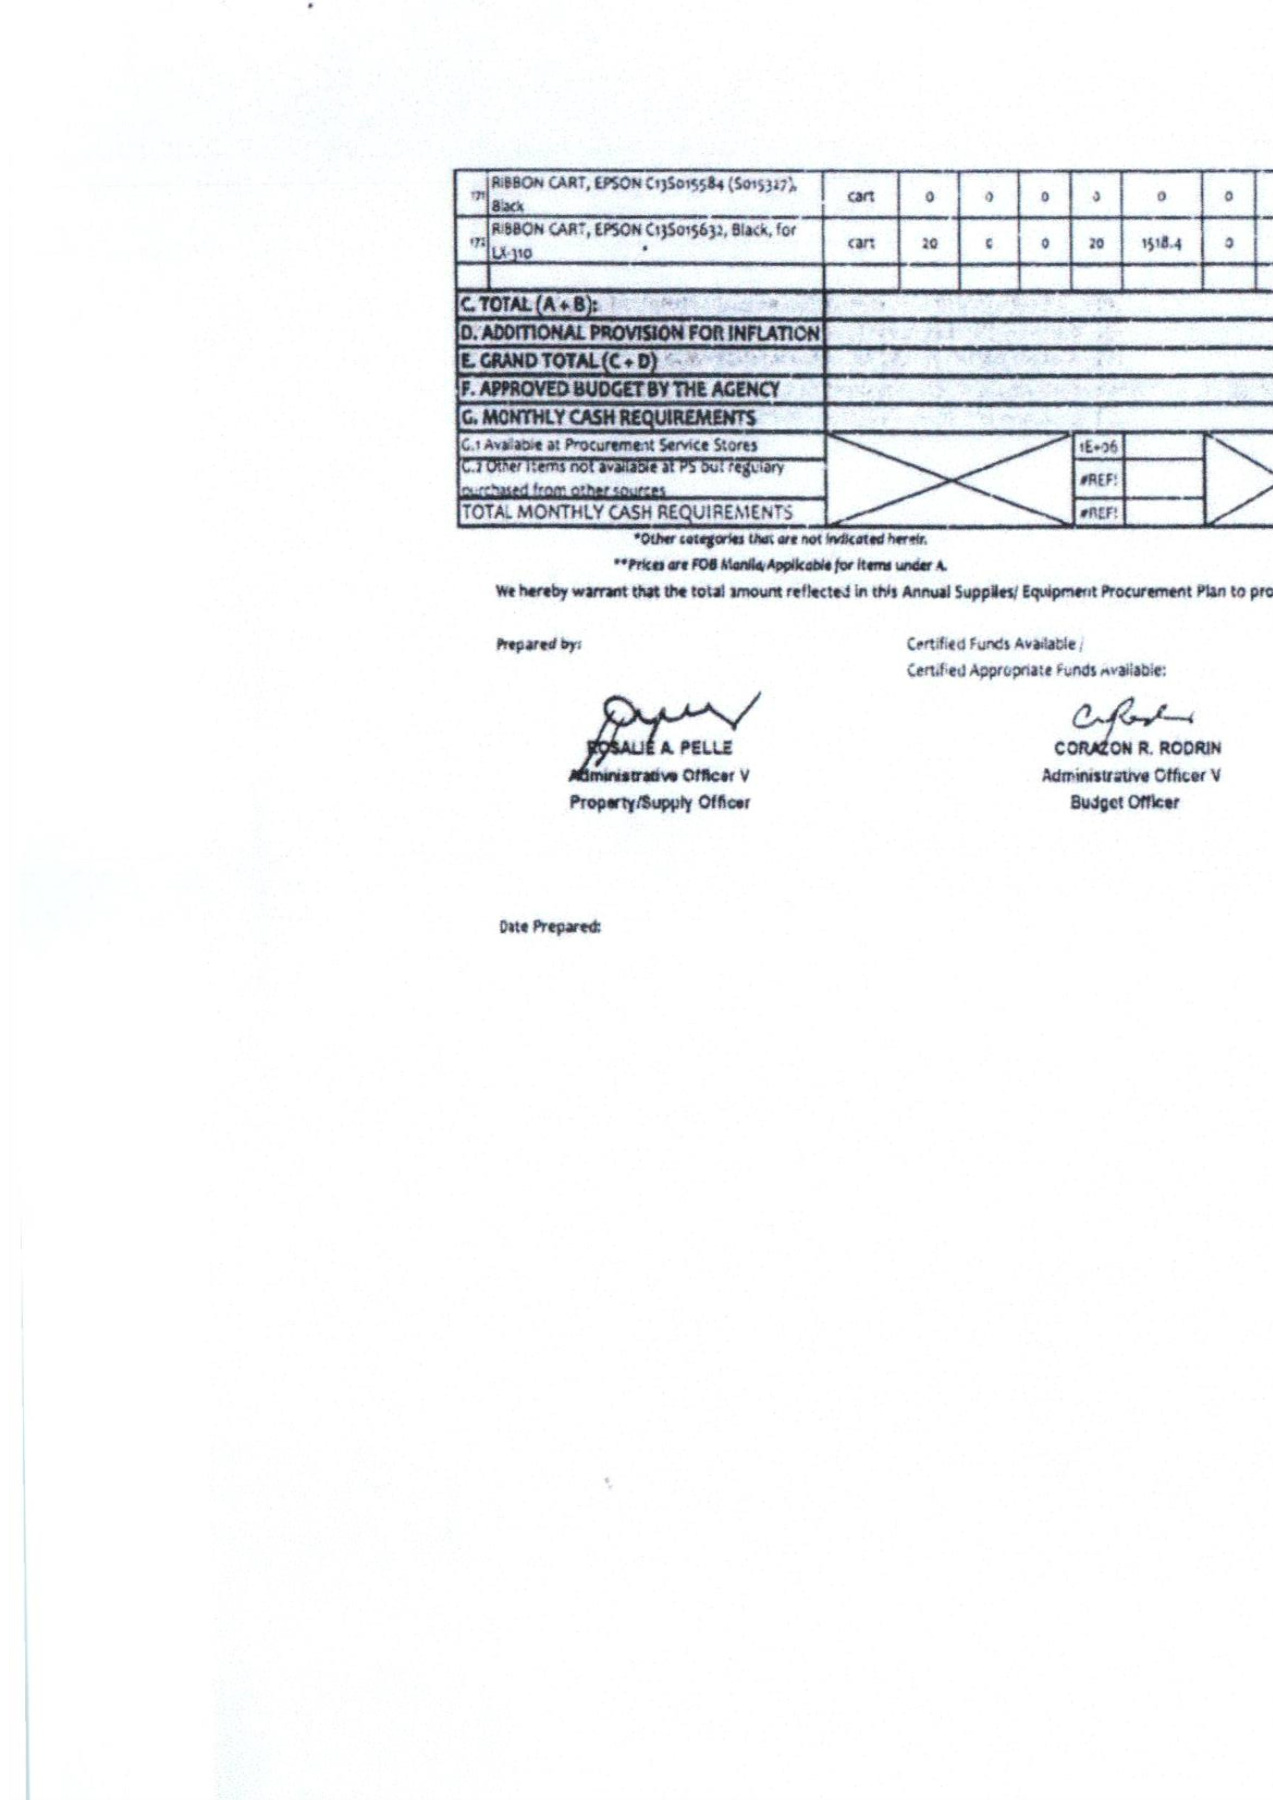 171 RIBBON CART, EPSON C13S015584 (S015327), Black cart 0 0 0 0 0 0
172 RIBBON CART, EPSON C13S015632, Black, for LX-310 cart 20 0 0 20 1518.4 0
C. TOTAL (A + B):
D. ADDITIONAL PROVISION FOR INFLATION
E. GRAND TOTAL (C + D)
F. APPROVED BUDGET BY THE AGENCY
G. MONTHLY CASH REQUIREMENTS
G.1 Available at Procurement Service Stores 1E+06
G.2 Other Items not available at PS but regulary purchased from other sources #REF!
TOTAL MONTHLY CASH REQUIREMENTS #REF!
*Other categories that are not indicated herein.
**Prices are FOB Manila/Applicable for items under A.
We hereby warrant that the total amount reflected in this Annual Supplies/ Equipment Procurement Plan to pro
Prepared by: Certified Funds Available /
Certified Appropriate Funds Available:
ROSALIE A. PELLE CORAZON R. RODRIN
Administrative Officer V Administrative Officer V
Property/Supply Officer Budget Officer
Date Prepared: